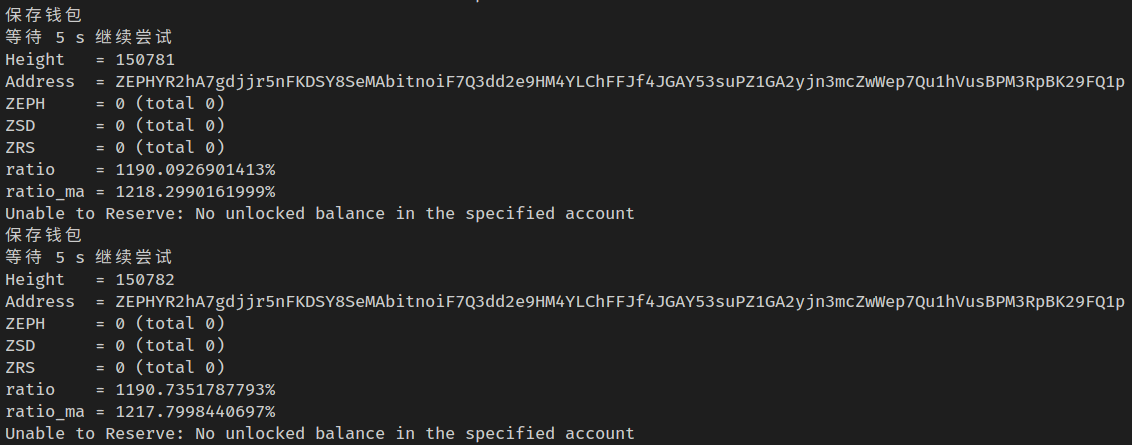 保存钱包
等待 5 s 继续尝试
Height   = 150781
Address  = ZEPHYR2hA7gdjjr5nFKDSY8SeMAbitnoiF7Q3dd2e9HM4YLChFFJf4JGAY53suPZ1GA2yjn3mcZwWep7Qu1hVusBPM3RpBK29FQ1p
ZEPH     = 0 (total 0)
ZSD      = 0 (total 0)
ZRS      = 0 (total 0)
ratio    = 1190.0926901413%
ratio_ma = 1218.2990161999%
Unable to Reserve: No unlocked balance in the specified account
保存钱包
等待 5 s 继续尝试
Height   = 150782
Address  = ZEPHYR2hA7gdjjr5nFKDSY8SeMAbitnoiF7Q3dd2e9HM4YLChFFJf4JGAY53suPZ1GA2yjn3mcZwWep7Qu1hVusBPM3RpBK29FQ1p
ZEPH     = 0 (total 0)
ZSD      = 0 (total 0)
ZRS      = 0 (total 0)
ratio    = 1190.7351787793%
ratio_ma = 1217.7998440697%
Unable to Reserve: No unlocked balance in the specified account